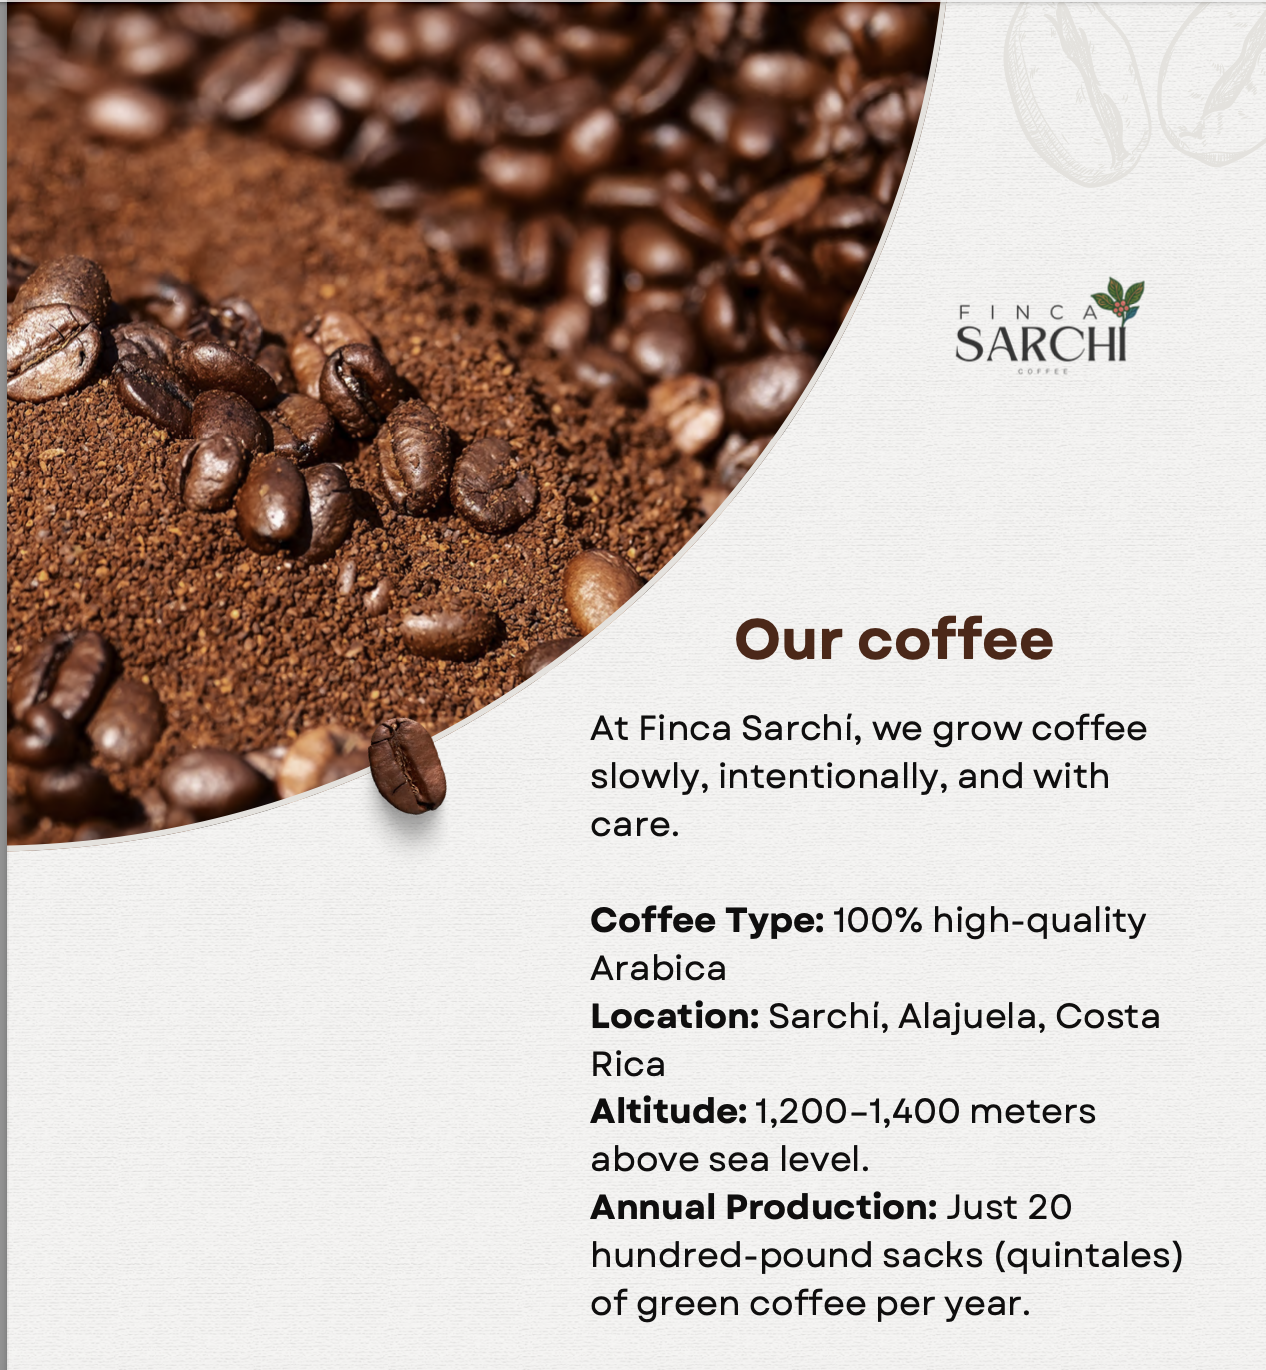 FINCA
SARCHÍ
COFFEE
Our coffee
At Finca Sarchí, we grow coffee
slowly, intentionally, and with
care.
Coffee Type: 100% high-quality
Arabica
Location: Sarchí, Alajuela, Costa
Rica
Altitude: 1,200–1,400 meters
above sea level.
Annual Production: Just 20
hundred-pound sacks (quintales)
of green coffee per year.